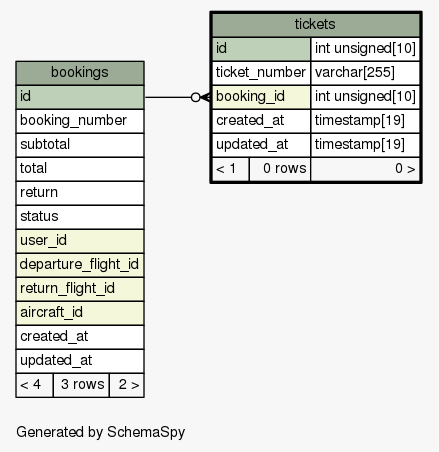 tickets
id int unsigned[10]
ticket_number varchar[255]
booking_id int unsigned[10]
created_at timestamp[19]
updated_at timestamp[19]
< 1 0 rows 0 >
bookings
id
booking_number
subtotal
total
return
status
user_id
departure_flight_id
return_flight_id
aircraft_id
created_at
updated_at
< 4 3 rows 2 >
Generated by SchemaSpy